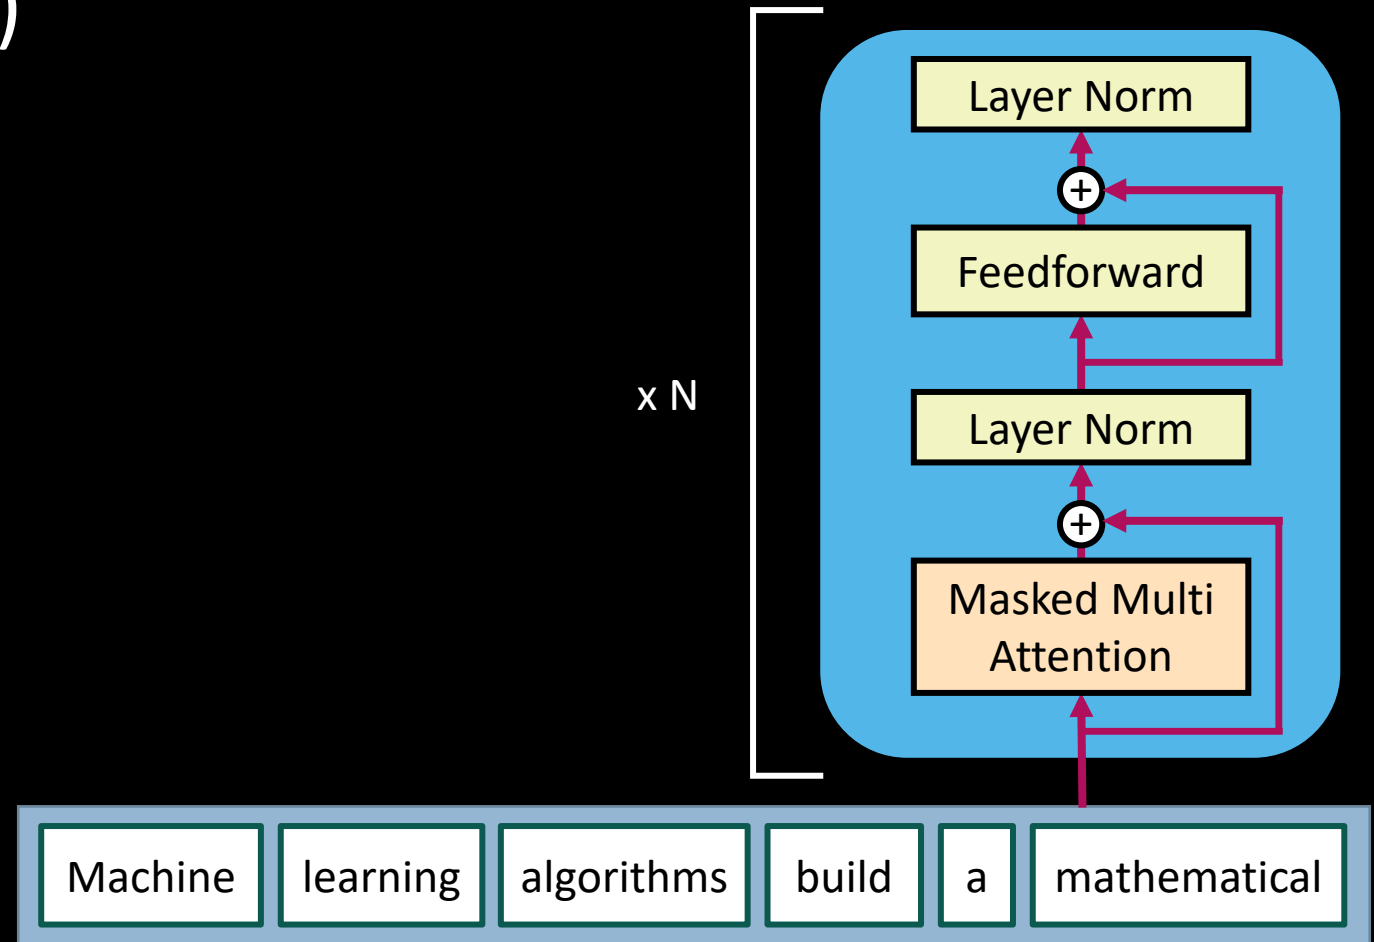 )
Layer Norm
+
Feedforward
x N
Layer Norm
+
Masked Multi
Attention
Machine learning algorithms build a mathematical